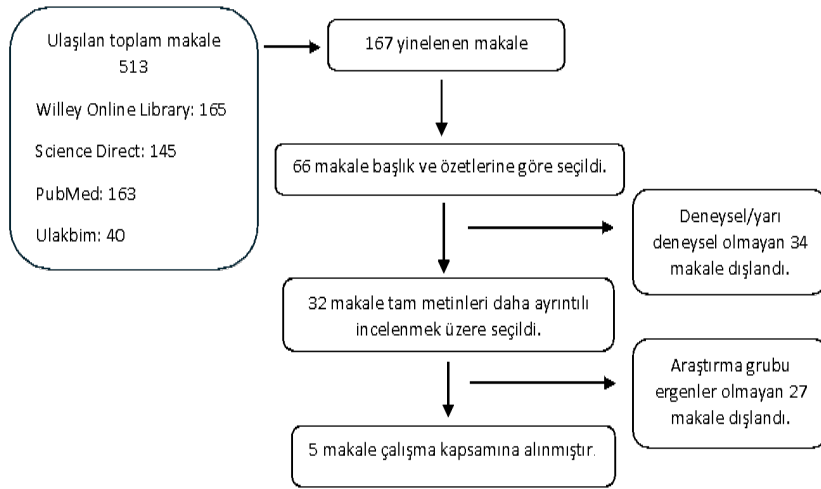 Ulaşılan toplam makale
513
Willey Online Library: 165
Science Direct: 145
PubMed: 163
Ulakbim: 40
167 yinelenen makale
66 makale başlık ve özetlerine göre seçildi.
Deneysel/yarı
deneysel olmayan 34
makale dışlandı.
32 makale tam metinleri daha ayrıntılı
incelenmek üzere seçildi.
Araştırma grubu
ergenler olmayan 27
makale dışlandı.
5 makale çalışma kapsamına alınmıştır.